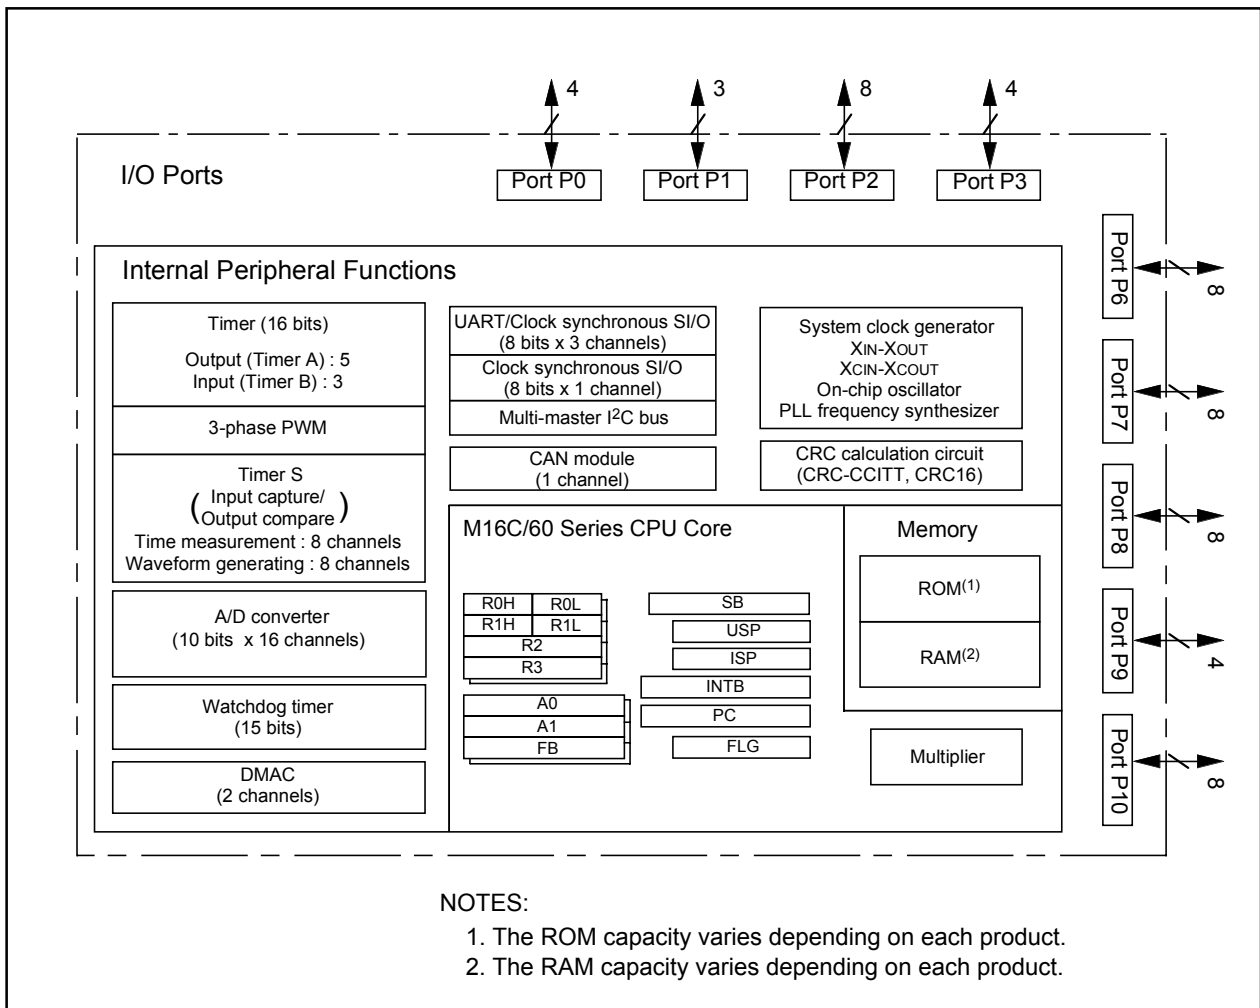 4
3
8
4
I/O Ports
Port P0
Port P1
Port P2
Port P3
Internal Peripheral Functions
Timer (16 bits)
Output (Timer A) : 5
Input (Timer B) : 3
3-phase PWM
Timer S
( Input capture/
Output compare )
Time measurement : 8 channels
Waveform generating : 8 channels
A/D converter
(10 bits x 16 channels)
Watchdog timer
(15 bits)
DMAC
(2 channels)
UART/Clock synchronous SI/O
(8 bits x 3 channels)
Clock synchronous SI/O
(8 bits x 1 channel)
Multi-master I2C bus
CAN module
(1 channel)
System clock generator
XIN-XOUT
XCIN-XCOUT
On-chip oscillator
PLL frequency synthesizer
CRC calculation circuit
(CRC-CCITT, CRC16)
M16C/60 Series CPU Core
R0H
R0L
R1H
R1L
R2
R3
A0
A1
FB
SB
USP
ISP
INTB
PC
FLG
Memory
ROM(1)
RAM(2)
Multiplier
Port P6
8
Port P7
8
Port P8
8
Port P9
4
Port P10
8
NOTES:
1. The ROM capacity varies depending on each product.
2. The RAM capacity varies depending on each product.